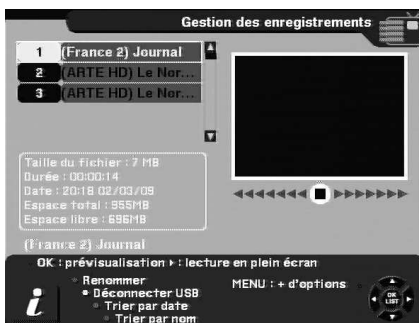 Gestion des enregistrements
1 (France 2) Journal
2 (ARTE HD) Le Nor...
3 (ARTE HD) Le Nor...
Taille du fichier : 7 MB
Durée : 00:00:14
Date : 20:18 02/03/09
Espace total : 955MB
Espace libre : 696MB
(France 2) Journal
OK : prévisualisation : lecture en plein écran
Renommer
Déconnecter USB
Trier par date
Trier par nom
MENU : + d'options
OK
LIST
i